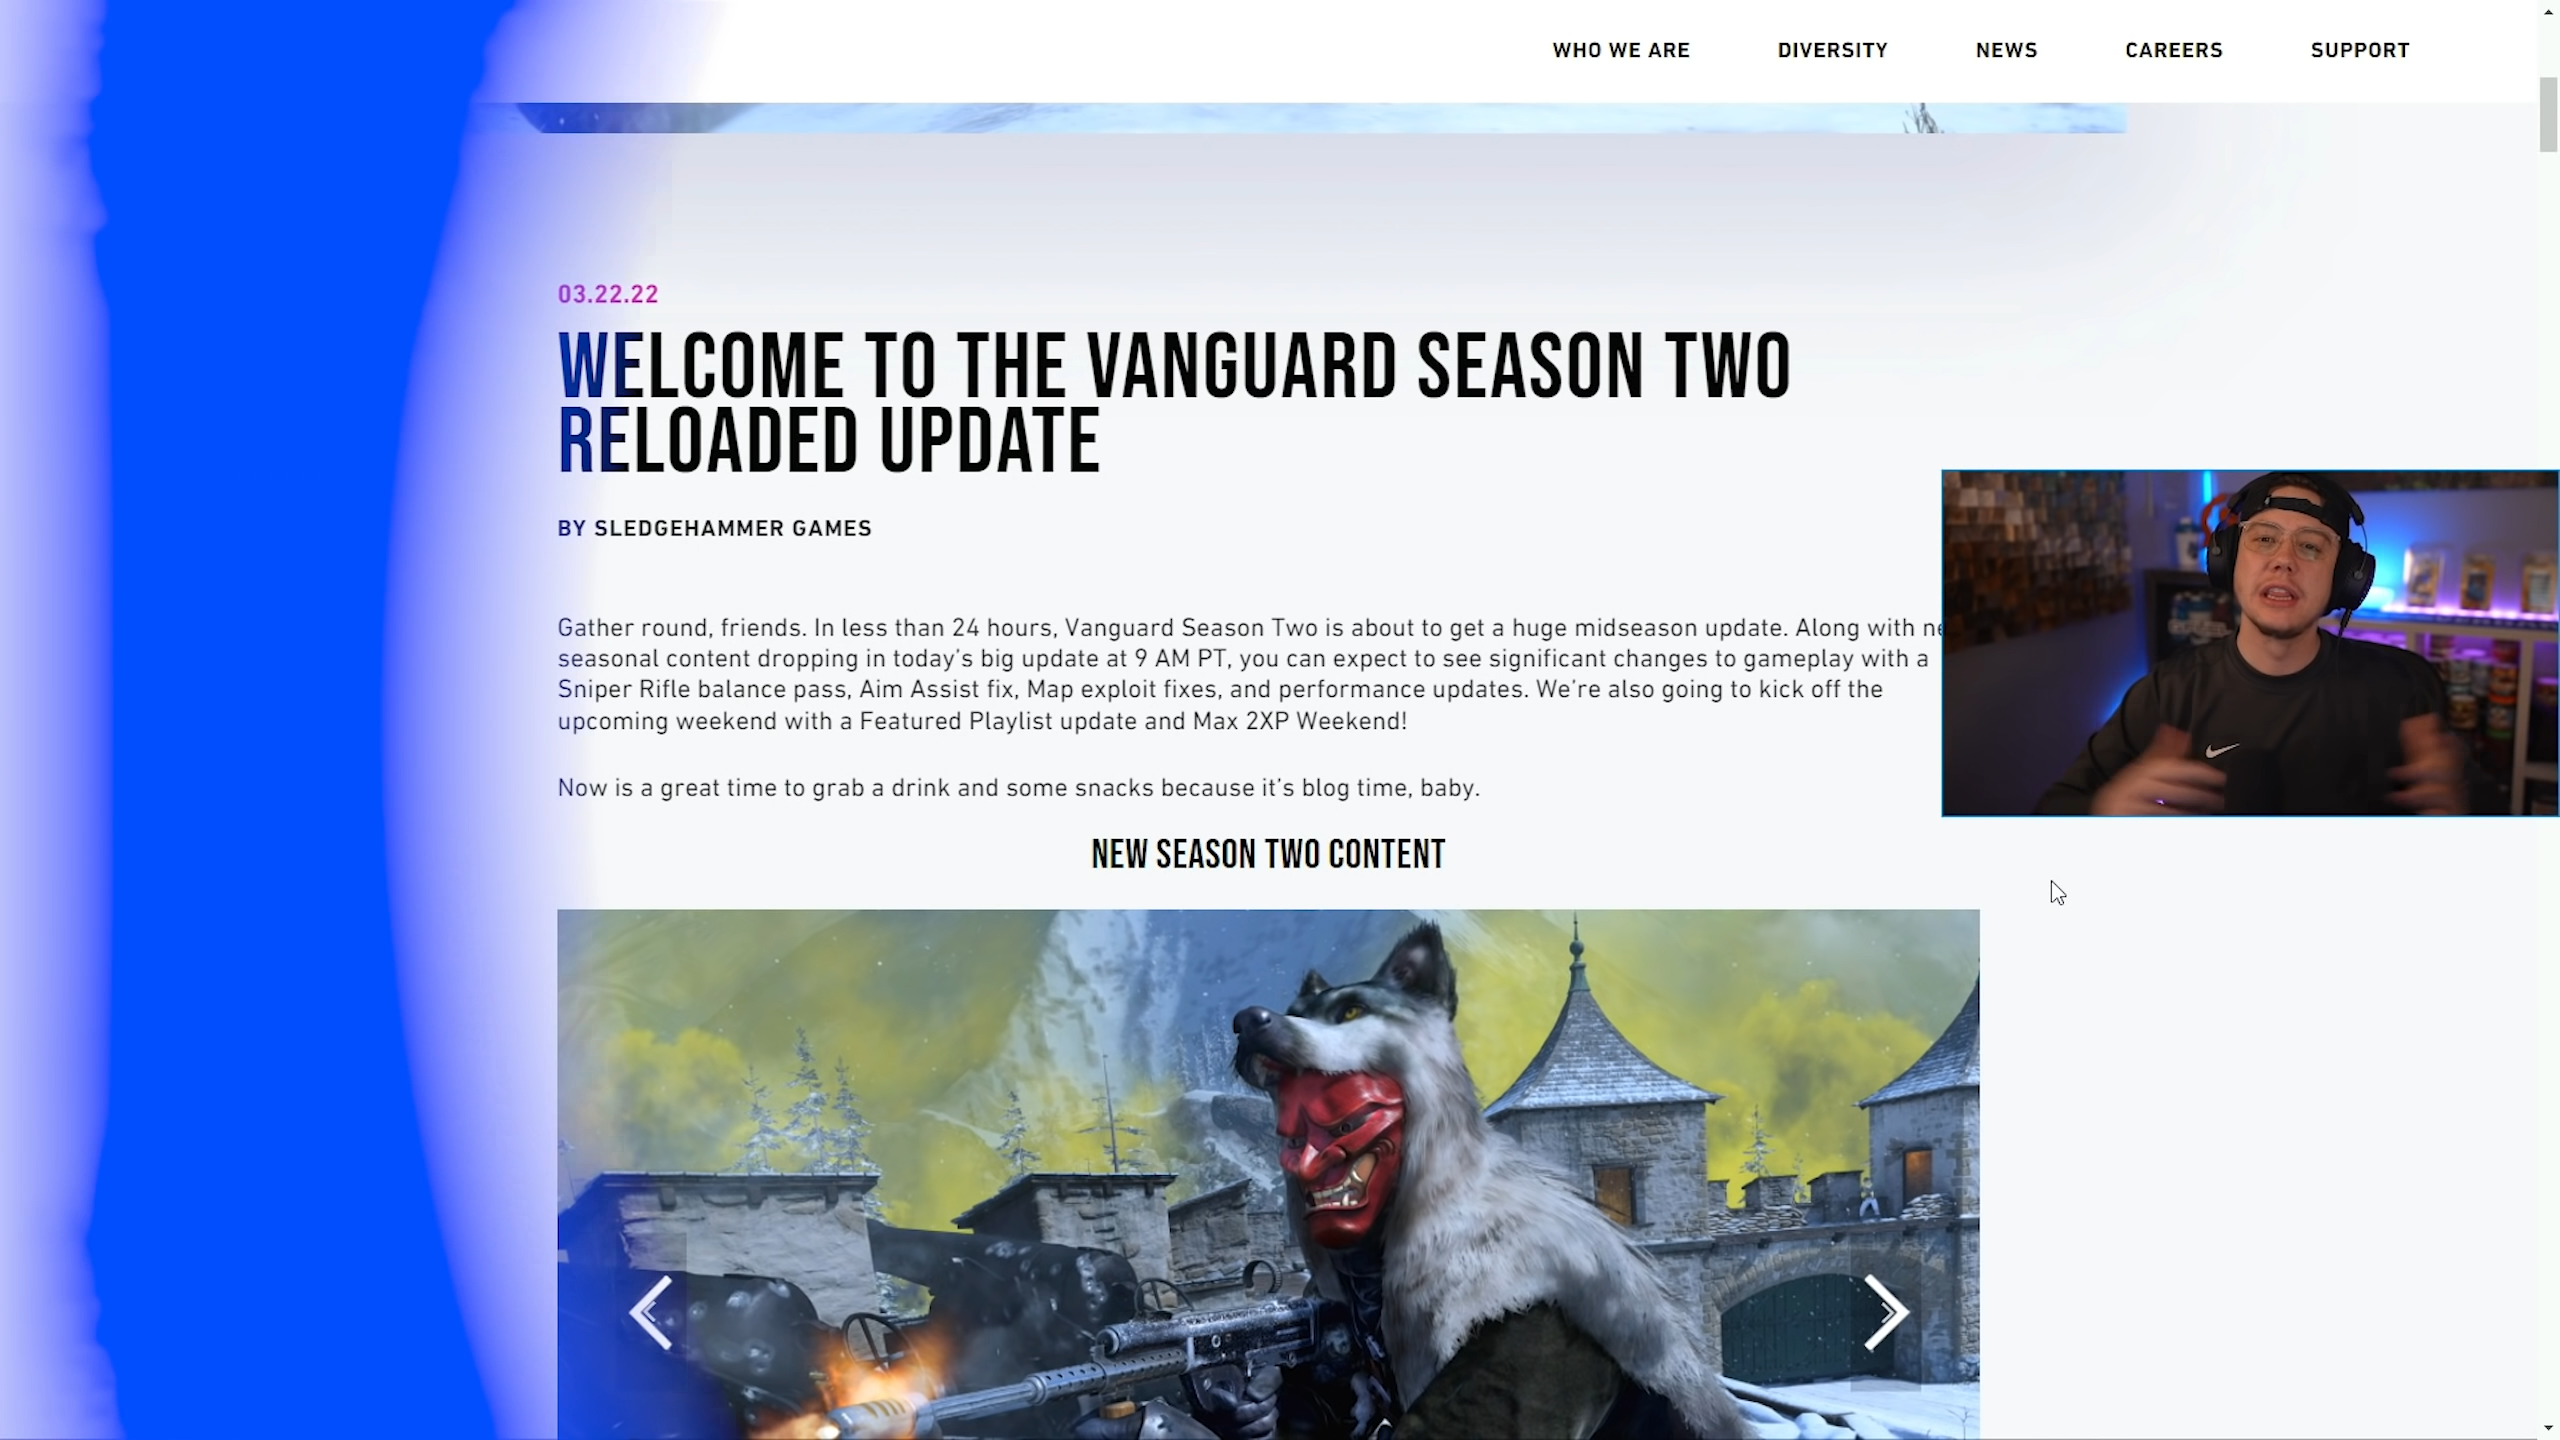 WHO WE ARE DIVERSITY NEWS CAREERS SUPPORT
03.22.22
WELCOME TO THE VANGUARD SEASON TWO
RELOADED UPDATE
BY SLEDGEHAMMER GAMES
Gather round, friends. In less than 24 hours, Vanguard Season Two is about to get a huge midseason update. Along with
seasonal content dropping in today's big update at 9 AM PT, you can expect to see significant changes to gameplay with a
Sniper Rifle balance pass, Aim Assist fix, Map exploit fixes, and performance updates. We're also going to kick off the
upcoming weekend with a Featured Playlist update and Max 2XP Weekend!
Now is a great time to grab a drink and some snacks because it's blog time, baby.
NEW SEASON TWO CONTENT